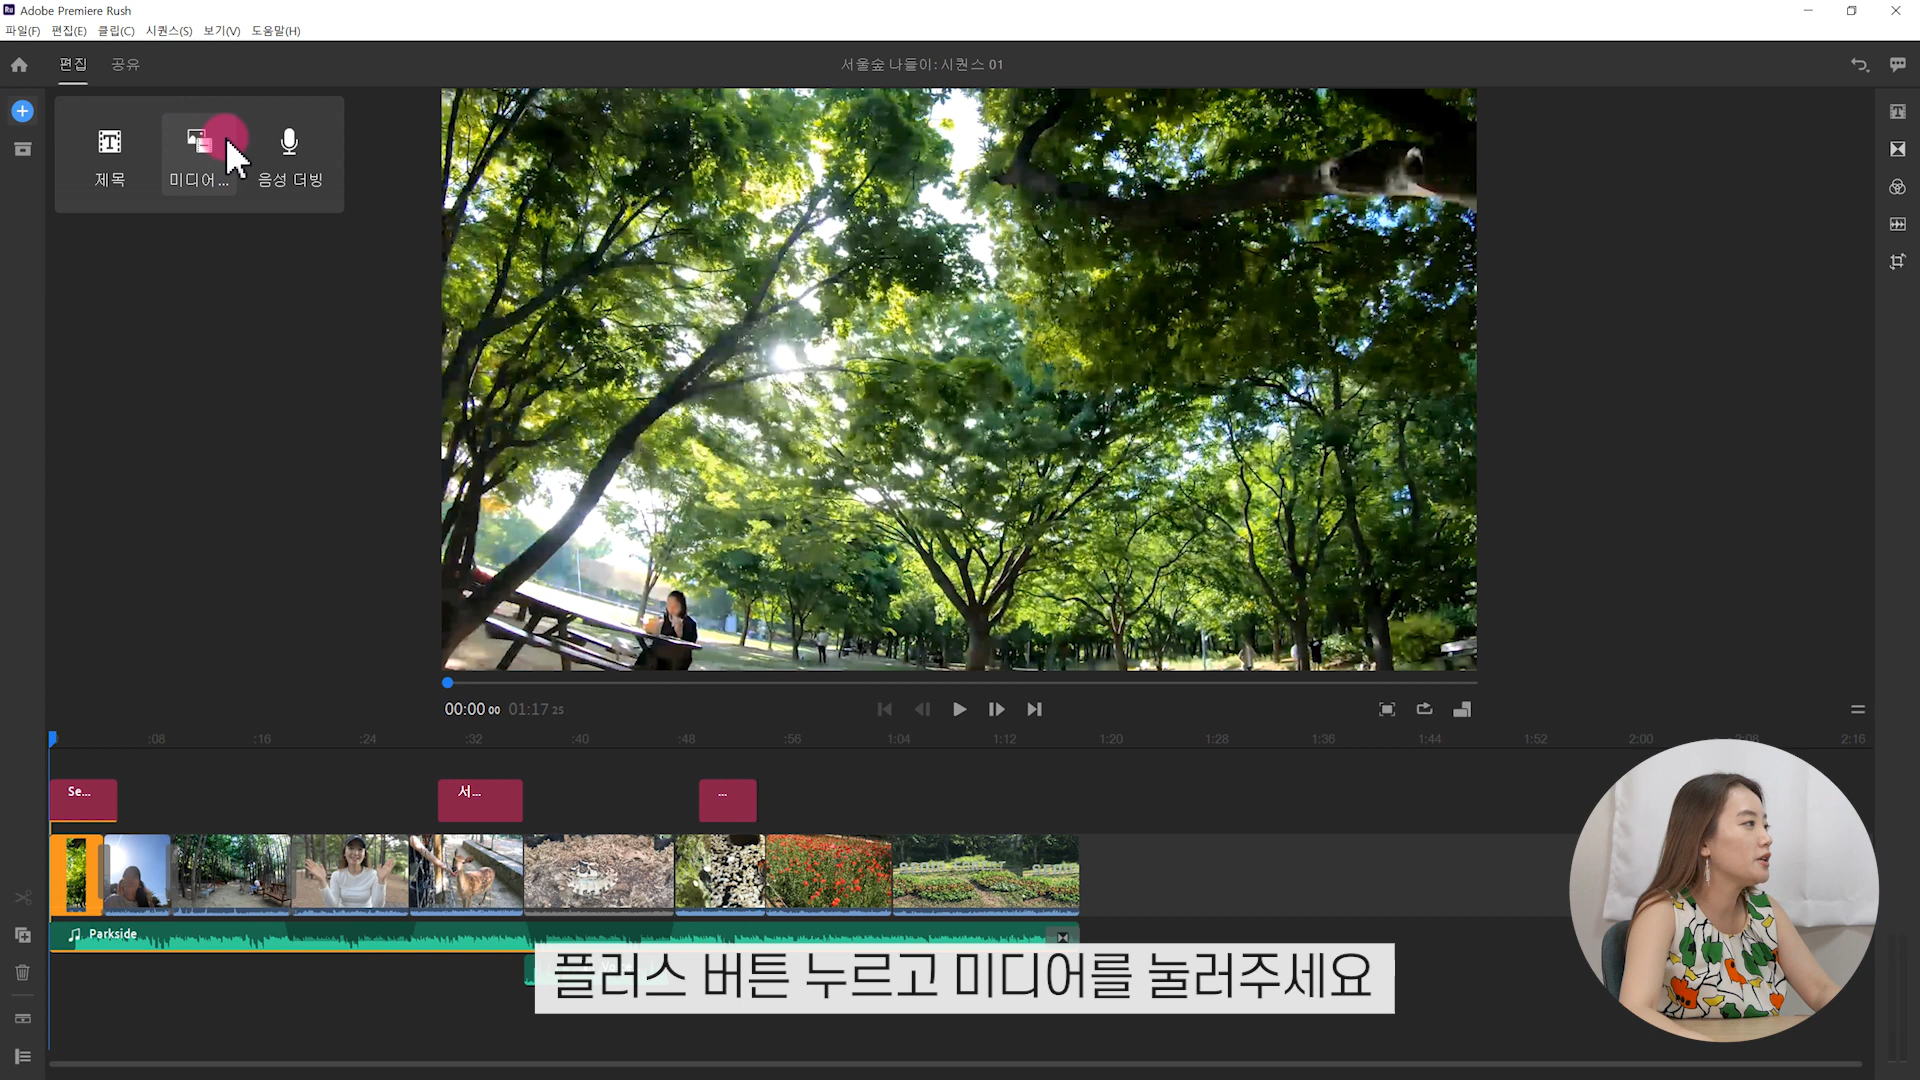 Ru Adobe Premiere Rush
파일(F) 편집(E) 클립(C) 시퀀스(S) 보기(V) 도움말(H)
편집 공유 서울숲 나들이: 시퀀스 01
제목 미디어... 음성 더빙
00:00 00 01:17 25
:08 :16 :24 :32 :40 :48 :56 1:04 1:12 1:20 1:28 1:36 1:44 1:52 2:00 2:08 2:16
Se... 서... ...
Parkside
플러스 버튼 누르고 미디어를 눌러주세요